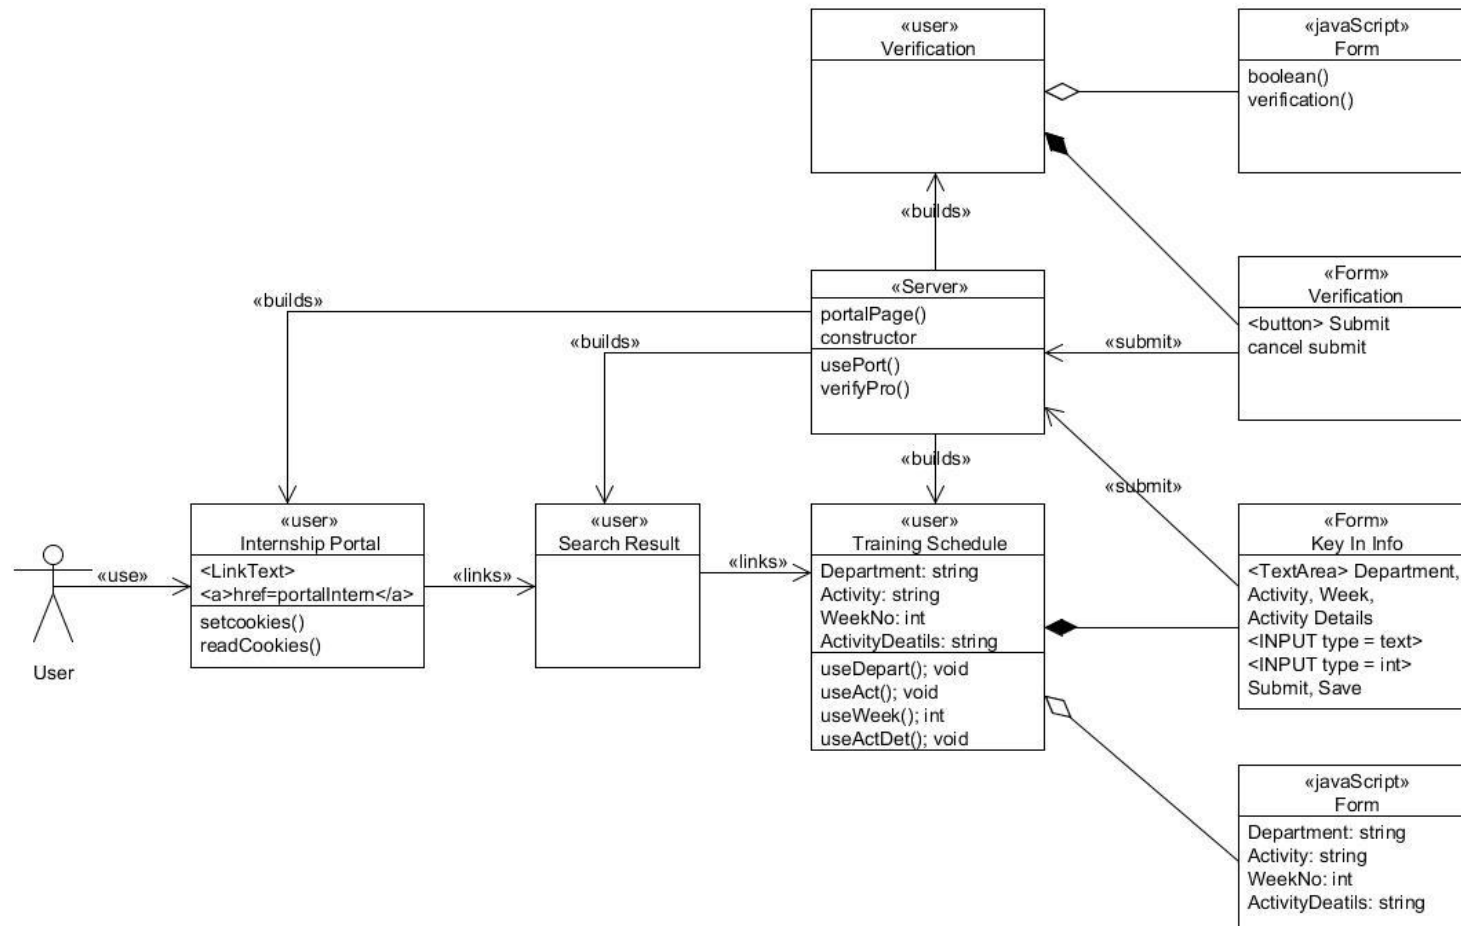 «user»
Verification
«javaScript»
Form
boolean()
verification()
«builds»
«Server»
portalPage()
constructor
usePort()
verifyPro()
«builds»
«builds»
«submit»
«Form»
Verification
<button> Submit
cancel submit
«builds»
«submit»
User
«use»
«user»
Internship Portal
<LinkText>
<a>href=portalIntern</a>
setcookies()
readCookies()
«links»
«user»
Search Result
«links»
«user»
Training Schedule
Department: string
Activity: string
WeekNo: int
ActivityDeatils: string
useDepart(); void
useAct(); void
useWeek(); int
useActDet(); void
«Form»
Key In Info
<TextArea> Department,
Activity, Week,
Activity Details
<INPUT type = text>
<INPUT type = int>
Submit, Save
«javaScript»
Form
Department: string
Activity: string
WeekNo: int
ActivityDeatils: string